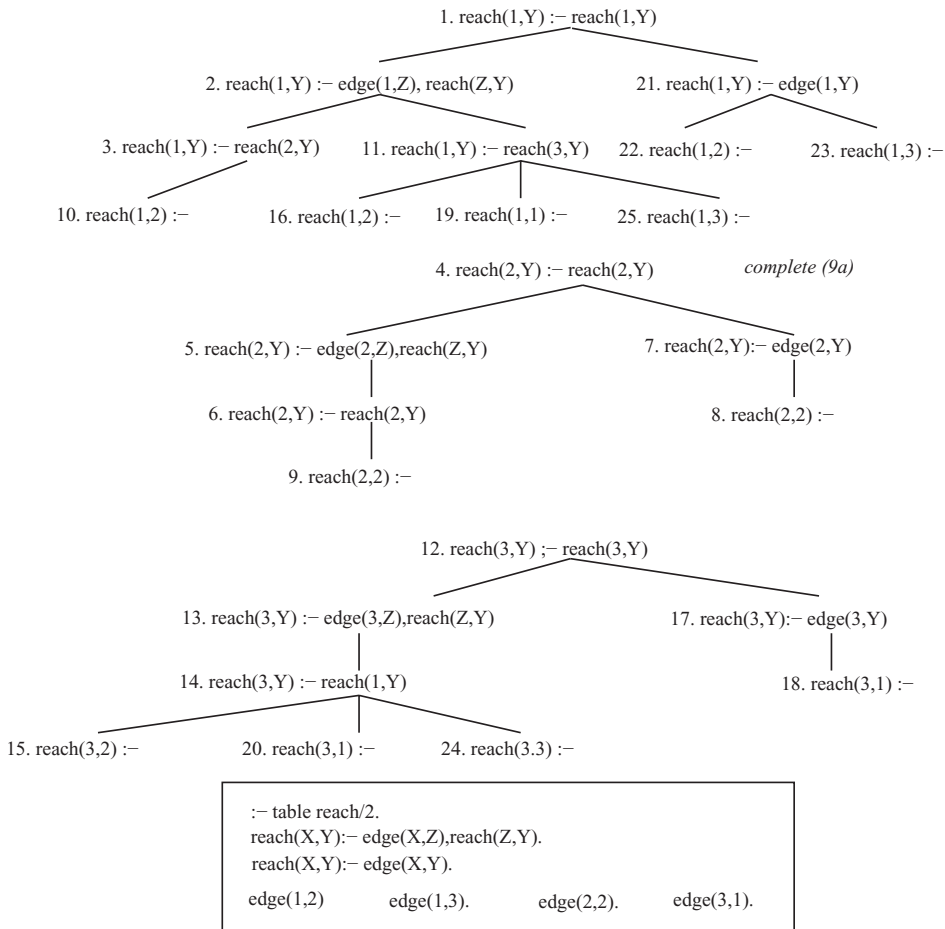 1. reach(1,Y) :− reach(1,Y)
2. reach(1,Y) :− edge(1,Z), reach(Z,Y)
21. reach(1,Y) :− edge(1,Y)
3. reach(1,Y) :− reach(2,Y)
11. reach(1,Y) :− reach(3,Y)
22. reach(1,2) :−
23. reach(1,3) :−
10. reach(1,2) :−
16. reach(1,2) :−
19. reach(1,1) :−
25. reach(1,3) :−
4. reach(2,Y) :− reach(2,Y)
complete (9a)
5. reach(2,Y) :− edge(2,Z),reach(Z,Y)
7. reach(2,Y):− edge(2,Y)
6. reach(2,Y) :− reach(2,Y)
8. reach(2,2) :−
9. reach(2,2) :−
12. reach(3,Y) ;− reach(3,Y)
13. reach(3,Y) :− edge(3,Z),reach(Z,Y)
17. reach(3,Y):− edge(3,Y)
14. reach(3,Y) :− reach(1,Y)
18. reach(3,1) :−
15. reach(3,2) :−
20. reach(3,1) :−
24. reach(3.3) :−
:− table reach/2.
reach(X,Y):− edge(X,Z),reach(Z,Y).
reach(X,Y):− edge(X,Y).
edge(1,2) edge(1,3). edge(2,2). edge(3,1).